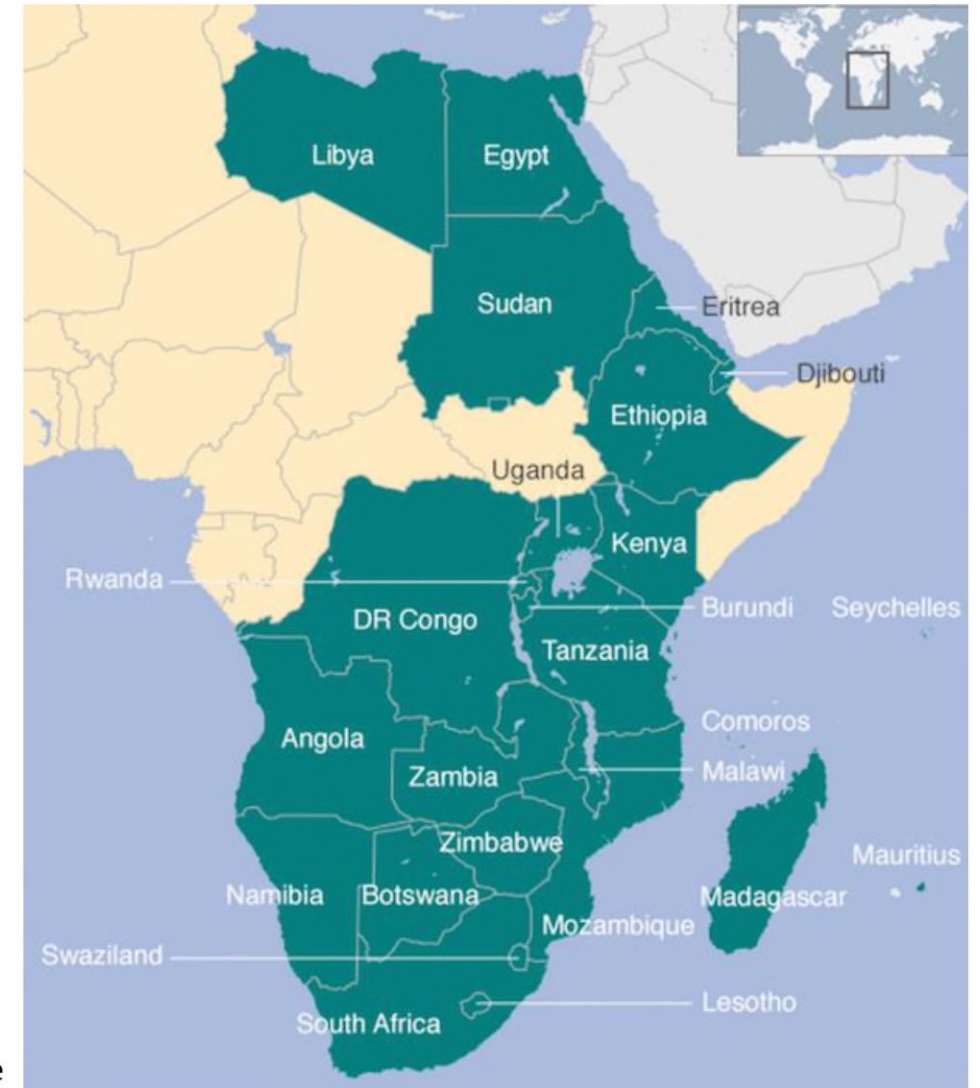 Libya
Egypt
Sudan
Eritrea
Djibouti
Ethiopia
Uganda
Kenya
Rwanda
Burundi
Seychelles
DR Congo
Tanzania
Comoros
Angola
Malawi
Zambia
Zimbabwe
Mauritius
Namibia
Botswana
Madagascar
Mozambique
Swaziland
Lesotho
South Africa
e